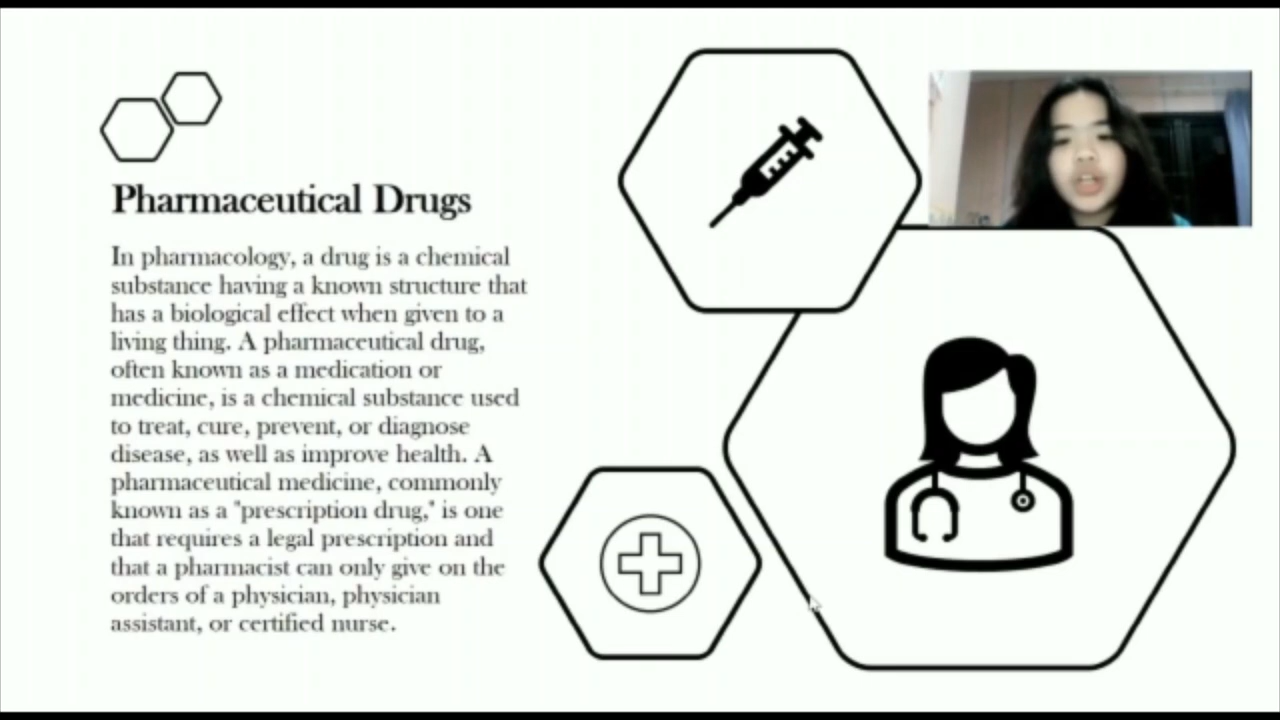 Pharmaceutical Drugs
In pharmacology, a drug is a chemical
substance having a known structure that
has a biological effect when given to a
living thing. A pharmaceutical drug,
often known as a medication or
medicine, is a chemical substance used
to treat, cure, prevent, or diagnose
disease, as well as improve health. A
pharmaceutical medicine, commonly
known as a "prescription drug," is one
that requires a legal prescription and
that a pharmacist can only give on the
orders of a physician, physician
assistant, or certified nurse.